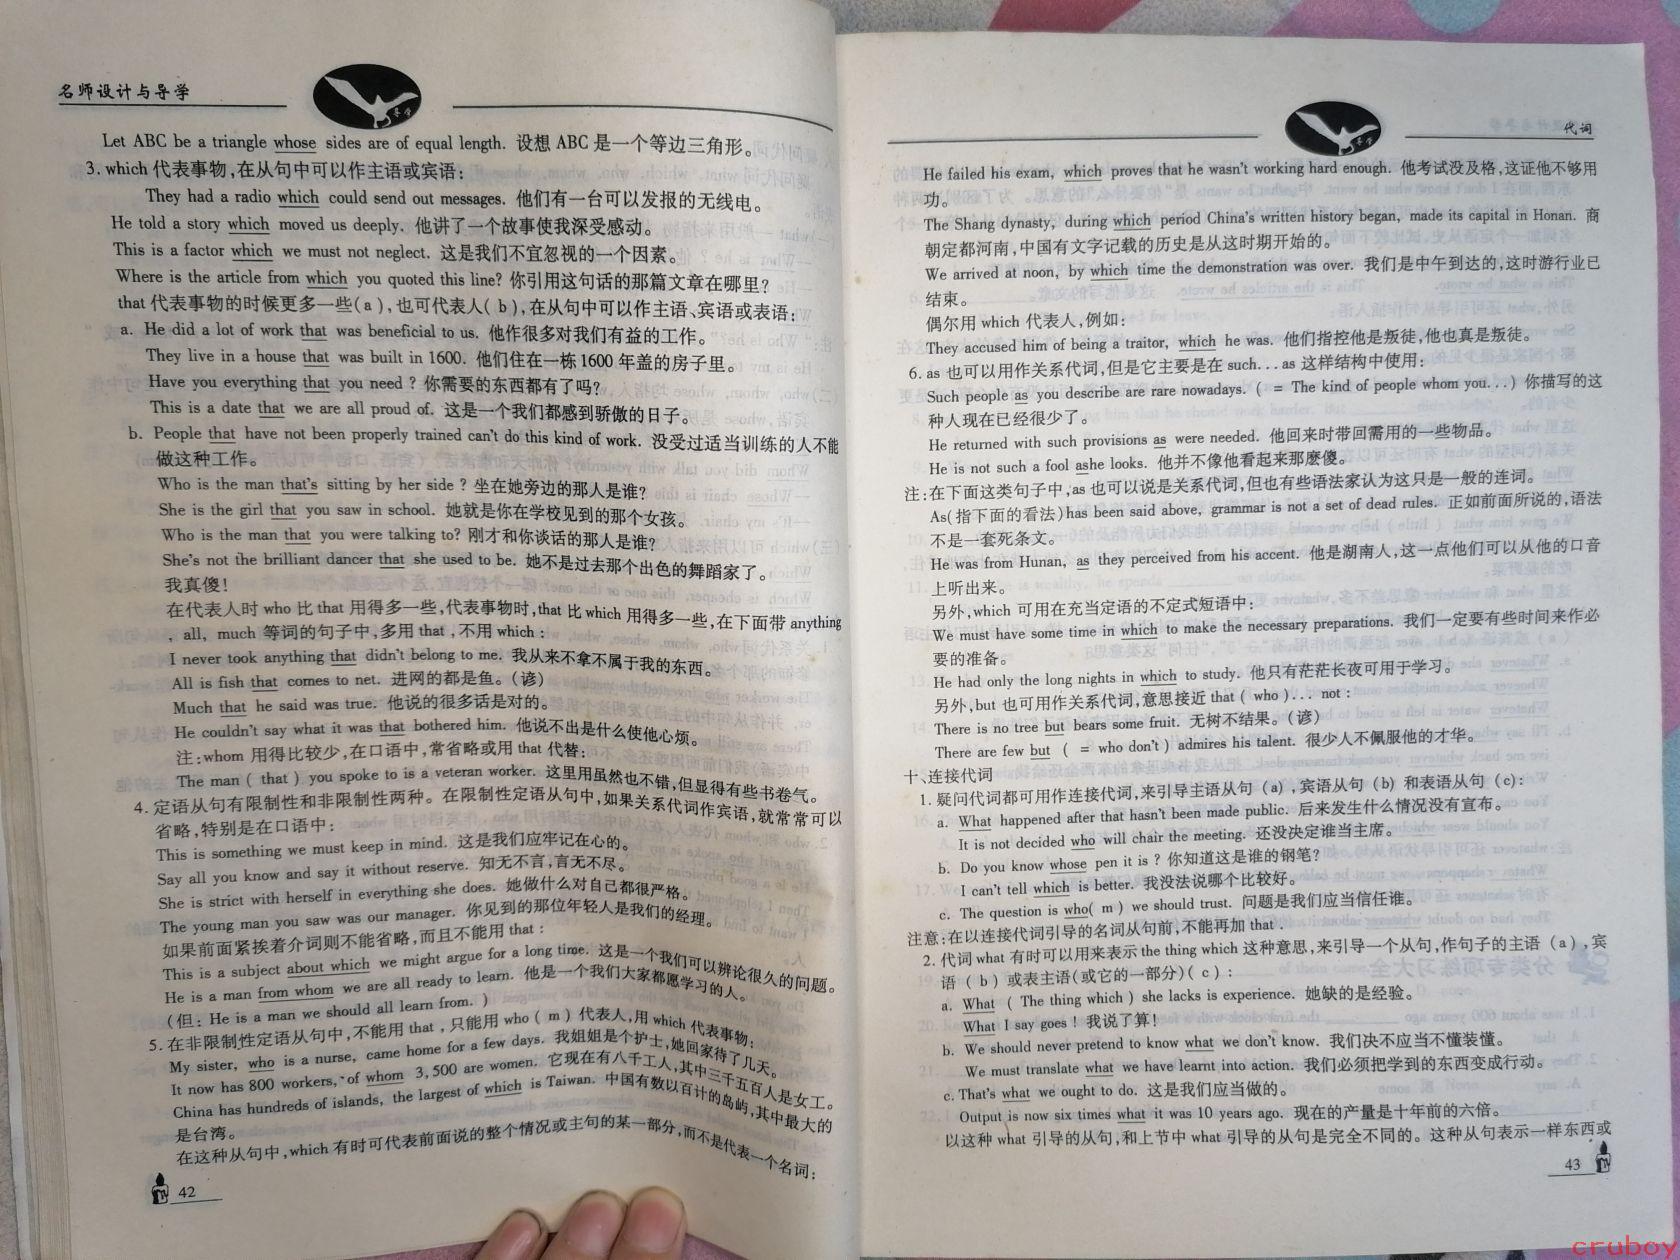 名师设计与导学
导学
Let ABC be a triangle whose sides are of equal length. 设想 ABC 是一个等边三角形。
3. which 代表事物,在从句中可以作主语或宾语:
They had a radio which could send out messages. 他们有一台可以发报的无线电。
He told a story which moved us deeply. 他讲了一个故事使我深受感动。
This is a factor which we must not neglect. 这是我们不宜忽视的一个因素。
Where is the article from which you quoted this line? 你引用这句话的那篇文章在哪里?
that 代表事物的时候更多一些(a),也可代表人(b),在从句中可以作主语、宾语或表语:
a. He did a lot of work that was beneficial to us. 他作很多对我们有益的工作。
They live in a house that was built in 1600. 他们住在一栋 1600 年盖的房子里。
Have you everything that you need ? 你需要的东西都有了吗?
This is a date that we are all proud of. 这是一个我们都感到骄傲的日子。
b. People that have not been properly trained can't do this kind of work. 没受过适当训练的人不能
做这种工作。
Who is the man that's sitting by her side ? 坐在她旁边的那人是谁?
She is the girl that you saw in school. 她就是你在学校见到的那个女孩。
Who is the man that you were talking to? 刚才和你谈话的那人是谁?
She's not the brilliant dancer that she used to be. 她不是过去那个出色的舞蹈家了。
我真傻!
在代表人时 who 比 that 用得多一些,代表事物时,that 比 which 用得多一些,在下面带 anything
, all, much 等词的句子中,多用 that , 不用 which :
I never took anything that didn't belong to me. 我从来不拿不属于我的东西。
All is fish that comes to net. 进网的都是鱼。(谚)
Much that he said was true. 他说的很多话是对的。
He couldn't say what it was that bothered him. 他说不出是什么使他心烦。
注:whom 用得比较少,在口语中,常省略或用 that 代替:
The man ( that ) you spoke to is a veteran worker. 这里用虽然也不错,但显得有些书卷气。
4. 定语从句有限制性和非限制性两种。在限制性定语从句中,如果关系代词作宾语,就常常可以
省略,特别是在口语中:
This is something we must keep in mind. 这是我们应牢记在心的。
Say all you know and say it without reserve. 知无不言,言无不尽。
She is strict with herself in everything she does. 她做什么对自己都很严格。
The young man you saw was our manager. 你见到的那位年轻人是我们的经理。
如果前面紧挨着介词则不能省略,而且不能用 that :
This is a subject about which we might argue for a long time. 这是一个我们可以辨论很久的问题。
He is a man from whom we are all ready to learn. 他是一个我们大家都愿学习的人。
(但: He is a man we should all learn from. )
5. 在非限制性定语从句中,不能用 that , 只能用 who ( m ) 代表人,用 which 代表事物:
My sister, who is a nurse, came home for a few days. 我姐姐是个护士,她回家待了几天。
It now has 800 workers, of whom 3,500 are women. 它现在有八千工人,其中三千五百人是女工。
China has hundreds of islands, the largest of which is Taiwan. 中国有数以百计的岛屿,其中最大的
是台湾。
在这种从句中,which 有时可代表前面说的整个情况或主句的某一部分,而不是代表一个名词:
42
代词
导学
He failed his exam, which proves that he wasn't working hard enough. 他考试没及格,这证他不够用
功。
The Shang dynasty, during which period China's written history began, made its capital in Honan. 商
朝定都河南,中国有文字记载的历史是从这时期开始的。
We arrived at noon, by which time the demonstration was over. 我们是中午到达的,这时游行业已
结束。
偶尔用 which 代表人,例如:
They accused him of being a traitor, which he was. 他们指控他是叛徒,他也真是叛徒。
6. as 也可以用作关系代词,但是它主要是在 such. . . as 这样结构中使用:
Such people as you describe are rare nowadays. ( = The kind of people whom you. . . ) 你描写的这
种人现在已经很少了。
He returned with such provisions as were needed. 他回来时带回需用的一些物品。
He is not such a fool ashe looks. 他并不像他看起来那麽傻。
注:在下面这类句子中,as 也可以说是关系代词,但也有些语法家认为这只是一般的连词。
As(指下面的看法)has been said above, grammar is not a set of dead rules. 正如前面所说的,语法
不是一套死条文。
He was from Hunan, as they perceived from his accent. 他是湖南人,这一点他们可以从他的口音
上听出来。
另外,which 可用在充当定语的不定式短语中:
We must have some time in which to make the necessary preparations. 我们一定要有些时间来作必
要的准备。
He had only the long nights in which to study. 他只有茫茫长夜可用于学习。
另外,but 也可用作关系代词,意思接近 that ( who ) . . . not :
There is no tree but bears some fruit. 无树不结果。(谚)
There are few but ( = who don't ) admires his talent. 很少人不佩服他的才华。
十、连接代词
1. 疑问代词都可用作连接代词,来引导主语从句 (a) , 宾语从句 (b) 和表语从句 (c):
a. What happened after that hasn't been made public. 后来发生什么情况没有宣布。
It is not decided who will chair the meeting. 还没决定谁当主席。
b. Do you know whose pen it is ? 你知道这是谁的钢笔?
I can't tell which is better. 我没法说哪个比较好。
c. The question is who( m ) we should trust. 问题是我们应当信任谁。
注意:在以连接代词引导的名词从句前,不能再加 that .
2. 代词 what 有时可以用来表示 the thing which 这种意思,来引导一个从句,作句子的主语 (a) , 宾
语 ( b ) 或表主语(或它的一部分)( c ) :
a. What ( The thing which ) she lacks is experience. 她缺的是经验。
What I say goes ! 我说了算!
b. We should never pretend to know what we don't know. 我们决不应当不懂装懂。
We must translate what we have learnt into action. 我们必须把学到的东西变成行动。
c. That's what we ought to do. 这是我们应当做的。
Output is now six times what it was 10 years ago. 现在的产量是十年前的六倍。
以这种 what 引导的从句,和上节中 what 引导的从句是完全不同的。这种从句表示一样东西或
43
cruboy